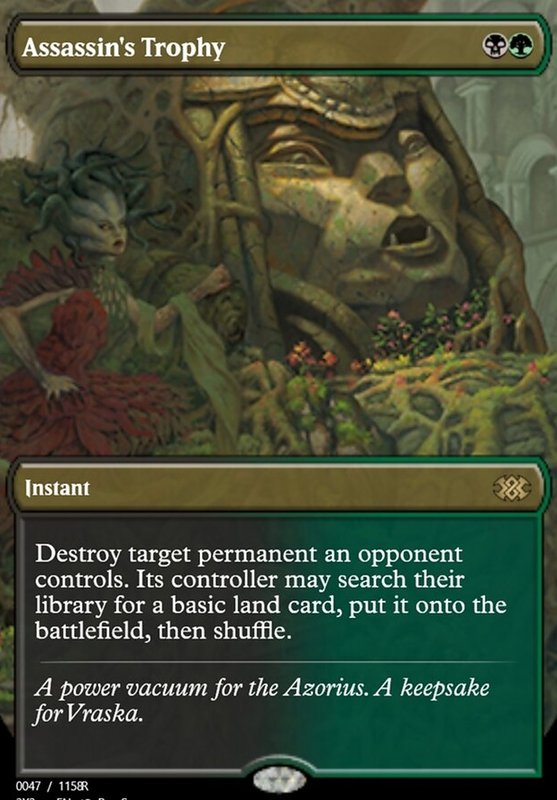 Assassin's Trophy
Instant
Destroy target permanent an opponent
controls. Its controller may search their
library for a basic land card, put it onto the
battlefield, then shuffle.
A power vacuum for the Azorius. A keepsake
for Vraska.
0047 / 1158R